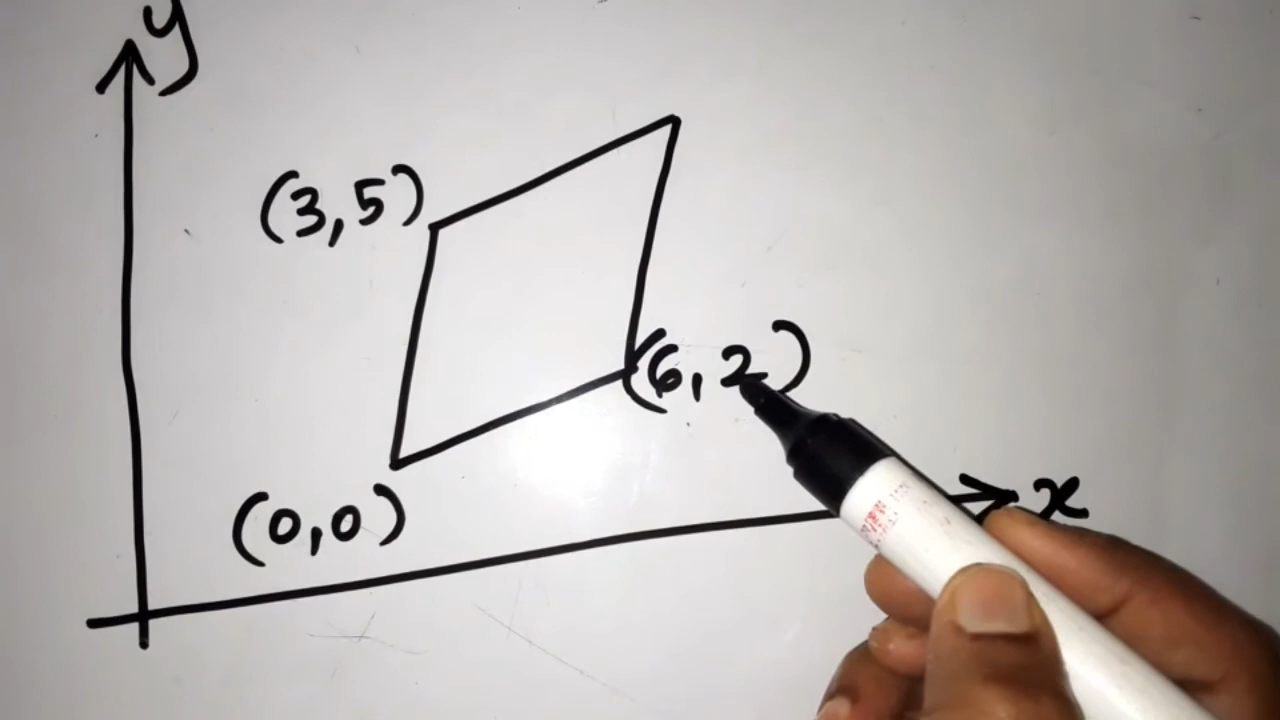 y
(3,5)
(6,2)
(0,0)
x